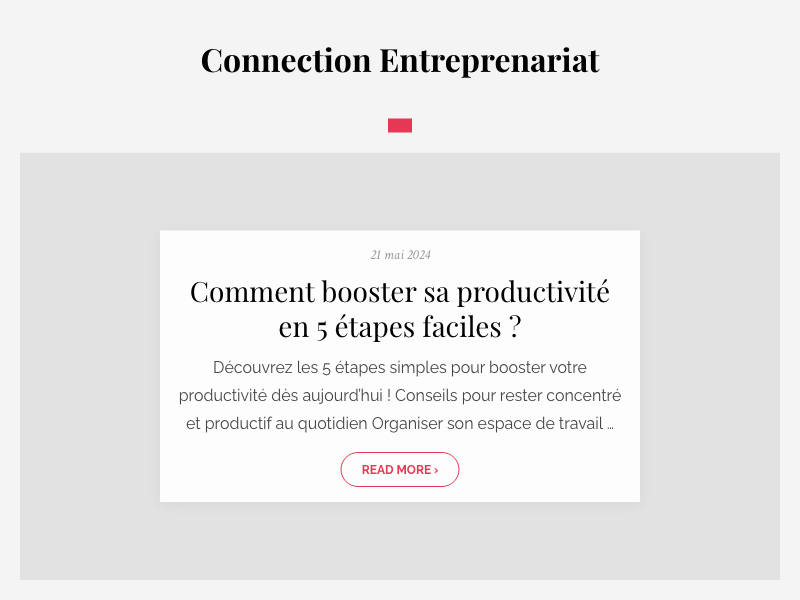 Connection Entreprenariat
21 mai 2024
Comment booster sa productivité
en 5 étapes faciles ?
Découvrez les 5 étapes simples pour booster votre
productivité dès aujourd'hui ! Conseils pour rester concentré
et productif au quotidien Organiser son espace de travail ...
READ MORE ›